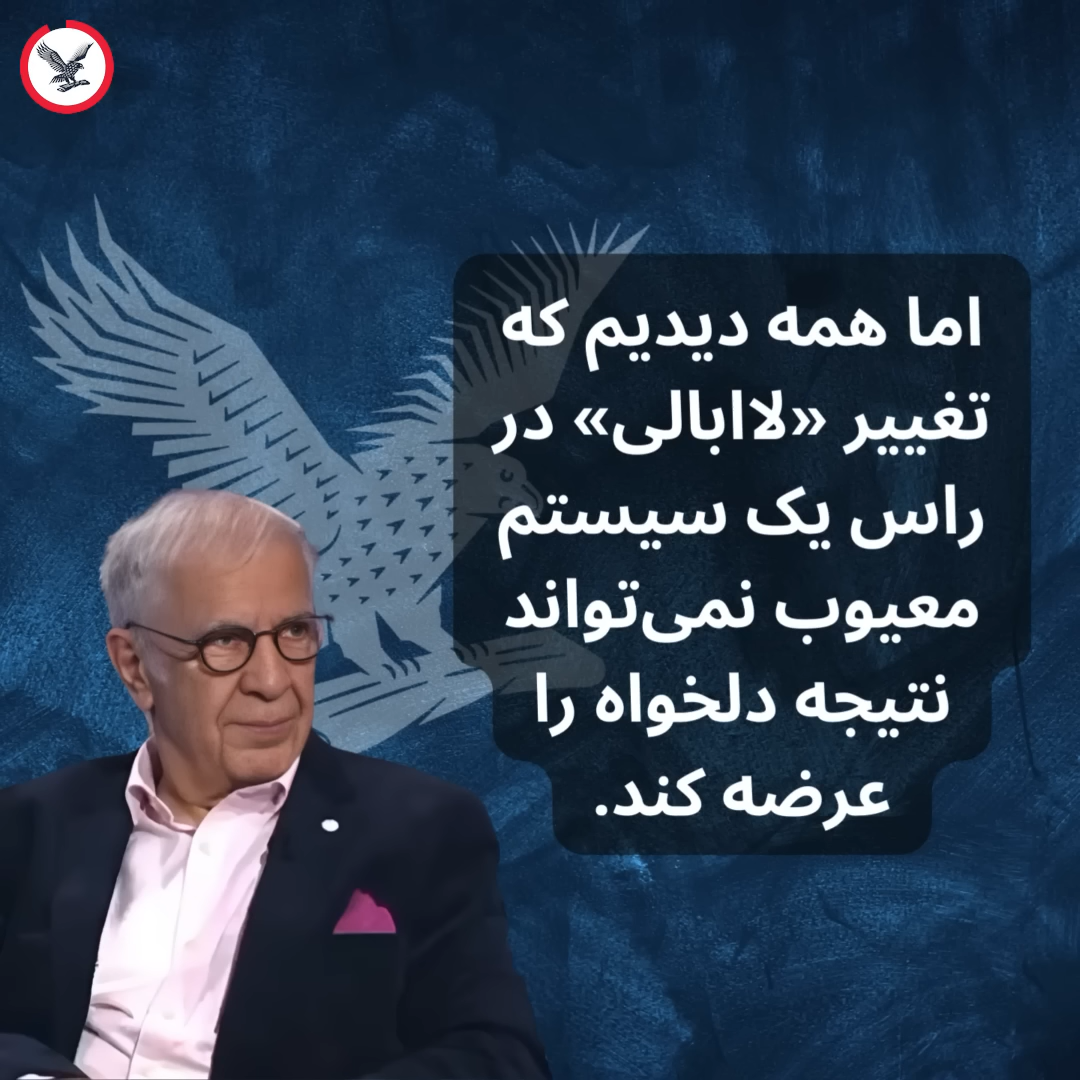 اما همه دیدیم که
تغییر «لاابالی» در
راس یک سیستم
معیوب نمی‌تواند
نتیجه دلخواه را
عرضه کند.